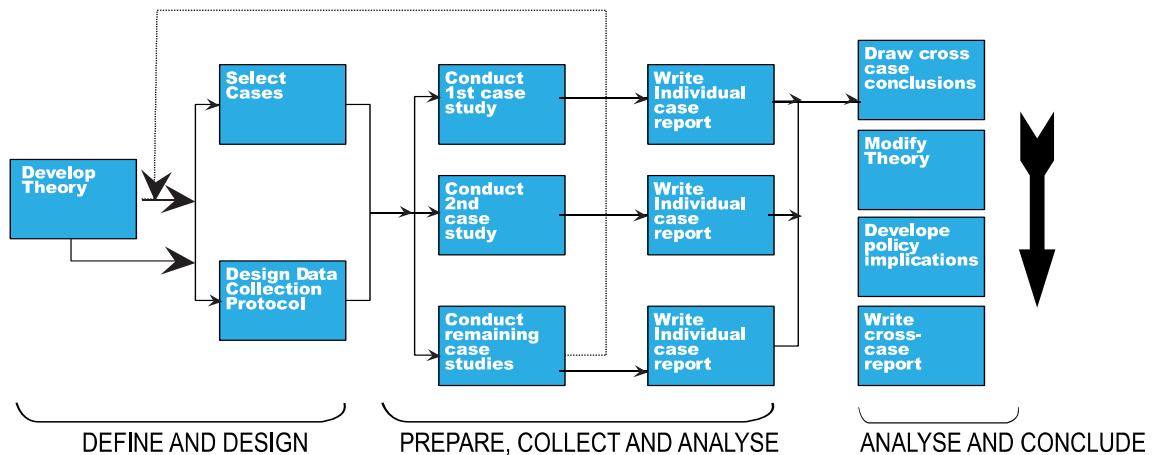 Develop
Theory
Select
Cases
Design Data
Collection
Protocol
Conduct
1st case
study
Conduct
2nd
case
study
Conduct
remaining
case
studies
Write
Individual
case
report
Write
Individual
case
report
Write
Individual
case
report
Draw cross
case
conclusions
Modify
Theory
Develope
policy
implications
Write
cross-
case
report
DEFINE AND DESIGN
PREPARE, COLLECT AND ANALYSE
ANALYSE AND CONCLUDE